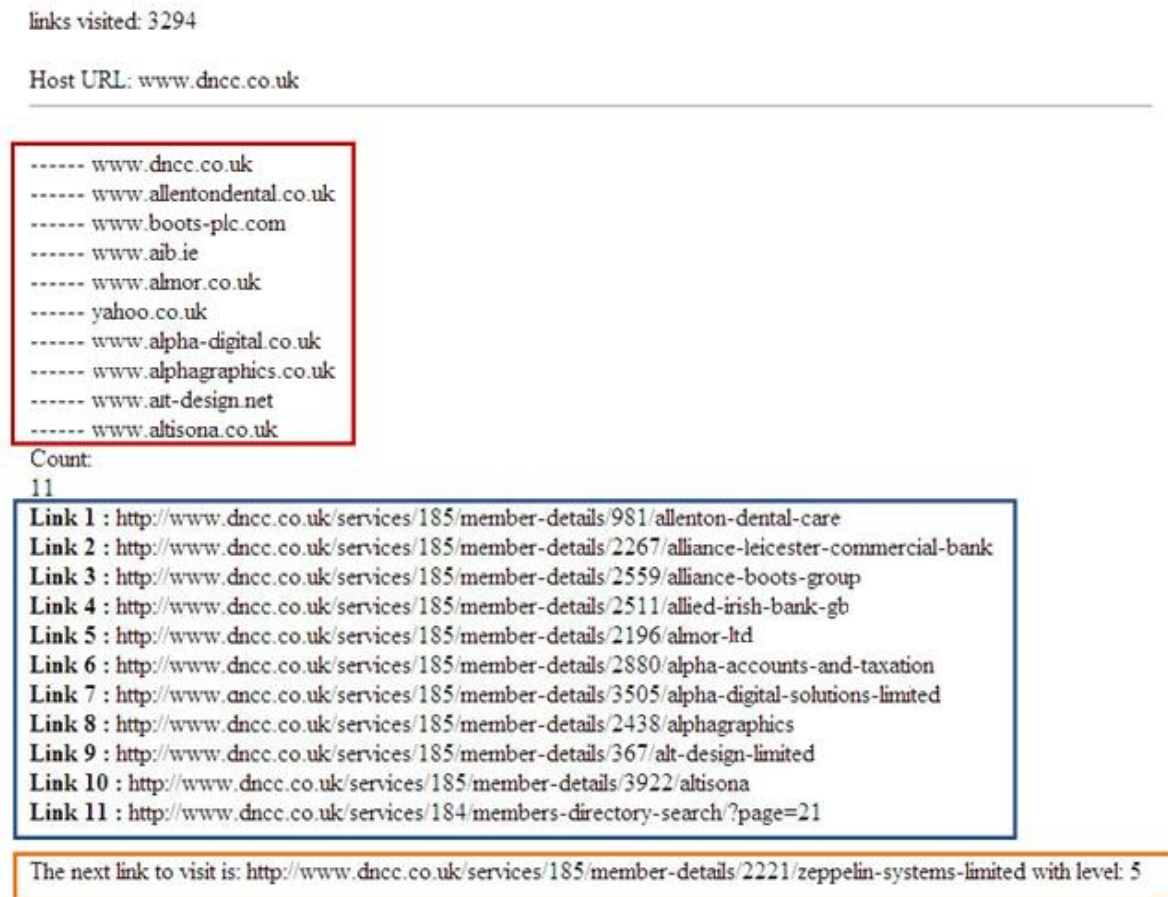 links visited: 3294
Host URL: www.dncc.co.uk
------ www.dncc.co.uk
------ www.allentondental.co.uk
------ www.boots-plc.com
------ www.aib.ie
------ www.almor.co.uk
------ yahoo.co.uk
------ www.alpha-digital.co.uk
------ www.alphagraphics.co.uk
------ www.alt-design.net
------ www.altisona.co.uk
Count:
11
Link 1 : http://www.dncc.co.uk/services/185/member-details/981/allenton-dental-care
Link 2 : http://www.dncc.co.uk/services/185/member-details/2267/alliance-leicester-commercial-bank
Link 3 : http://www.dncc.co.uk/services/185/member-details/2559/alliance-boots-group
Link 4 : http://www.dncc.co.uk/services/185/member-details/2511/allied-irish-bank-gb
Link 5 : http://www.dncc.co.uk/services/185/member-details/2196/almor-ltd
Link 6 : http://www.dncc.co.uk/services/185/member-details/2880/alpha-accounts-and-taxation
Link 7 : http://www.dncc.co.uk/services/185/member-details/3505/alpha-digital-solutions-limited
Link 8 : http://www.dncc.co.uk/services/185/member-details/2438/alphagraphics
Link 9 : http://www.dncc.co.uk/services/185/member-details/367/alt-design-limited
Link 10 : http://www.dncc.co.uk/services/185/member-details/3922/altisona
Link 11 : http://www.dncc.co.uk/services/184/members-directory-search/?page=21
The next link to visit is: http://www.dncc.co.uk/services/185/member-details/2221/zeppelin-systems-limited with level: 5